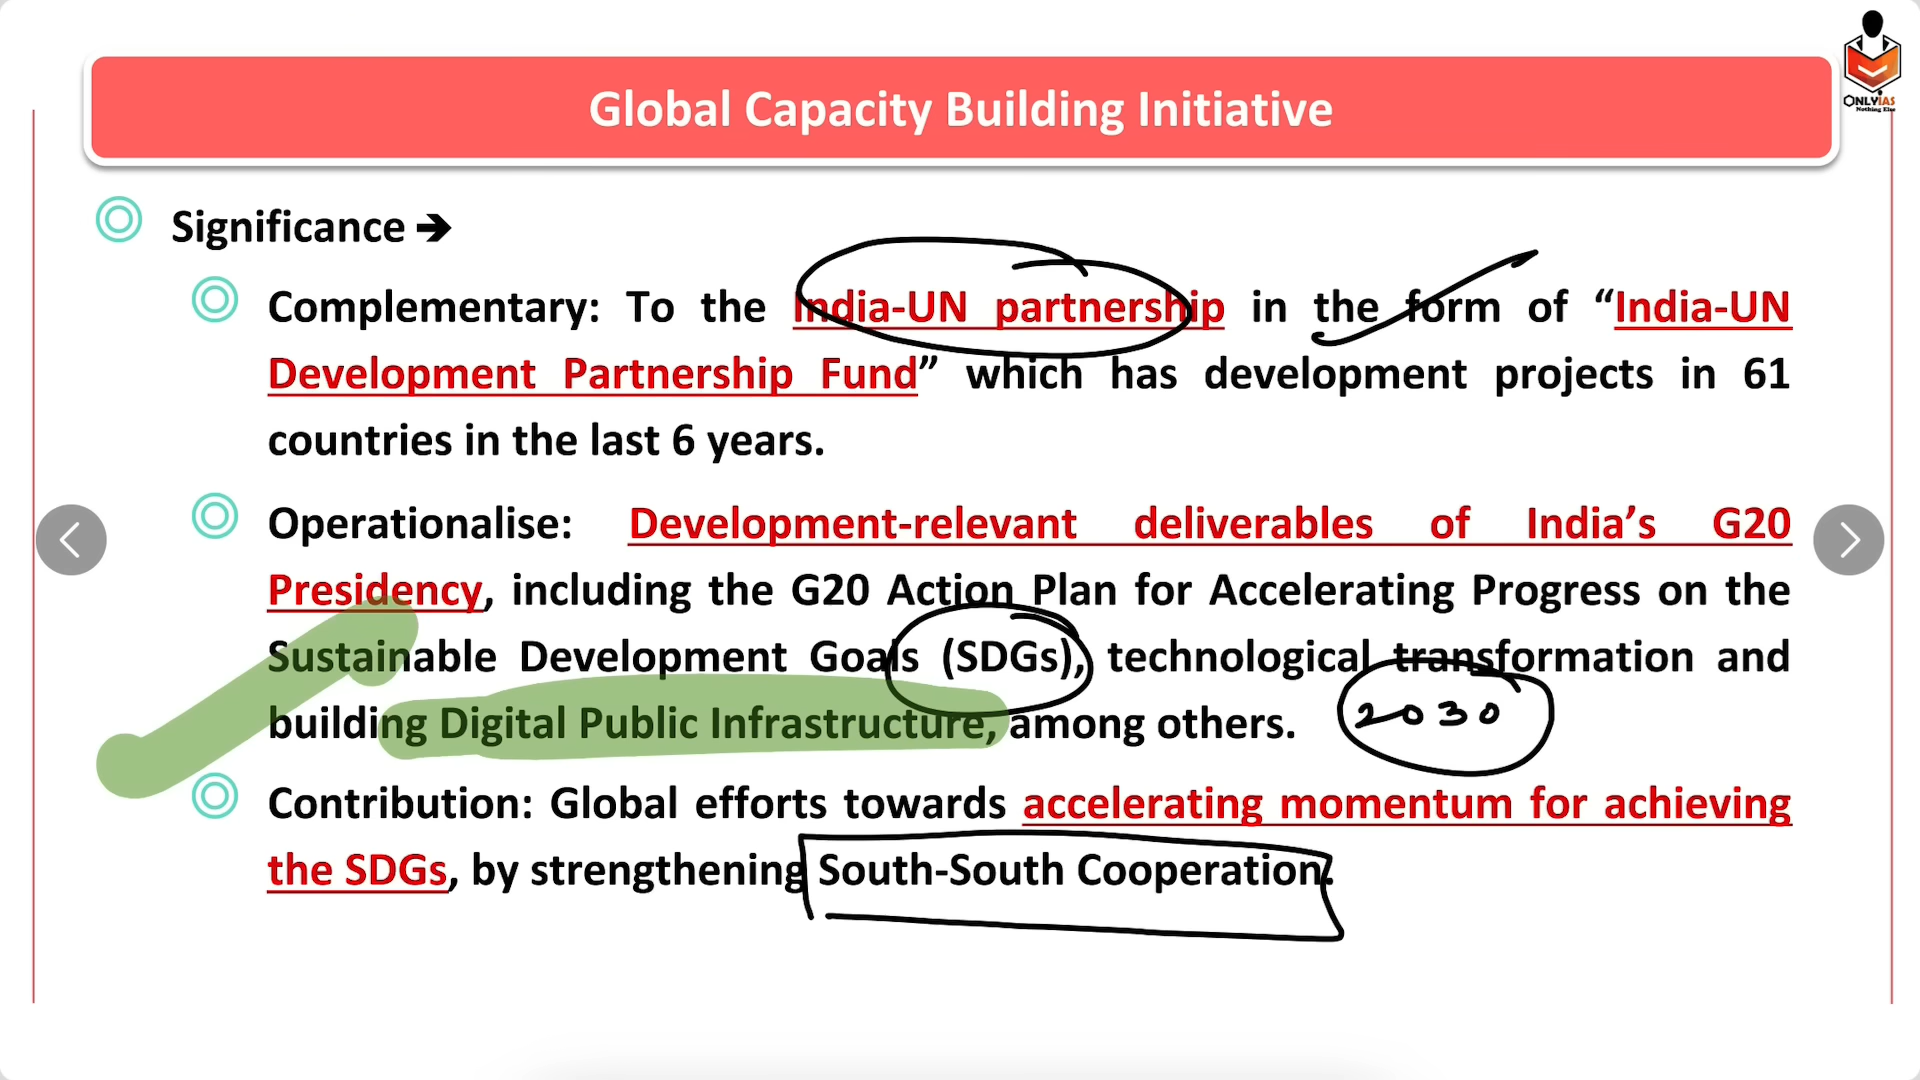 Global Capacity Building Initiative
ONLYIAS
Nothing Else
Significance ➔
Complementary: To the India-UN partnership in the form of “India-UN
Development Partnership Fund” which has development projects in 61
countries in the last 6 years.
Operationalise: Development-relevant deliverables of India’s G20
Presidency, including the G20 Action Plan for Accelerating Progress on the
Sustainable Development Goals (SDGs), technological transformation and
building Digital Public Infrastructure, among others.
2030
Contribution: Global efforts towards accelerating momentum for achieving
the SDGs, by strengthening South-South Cooperation.